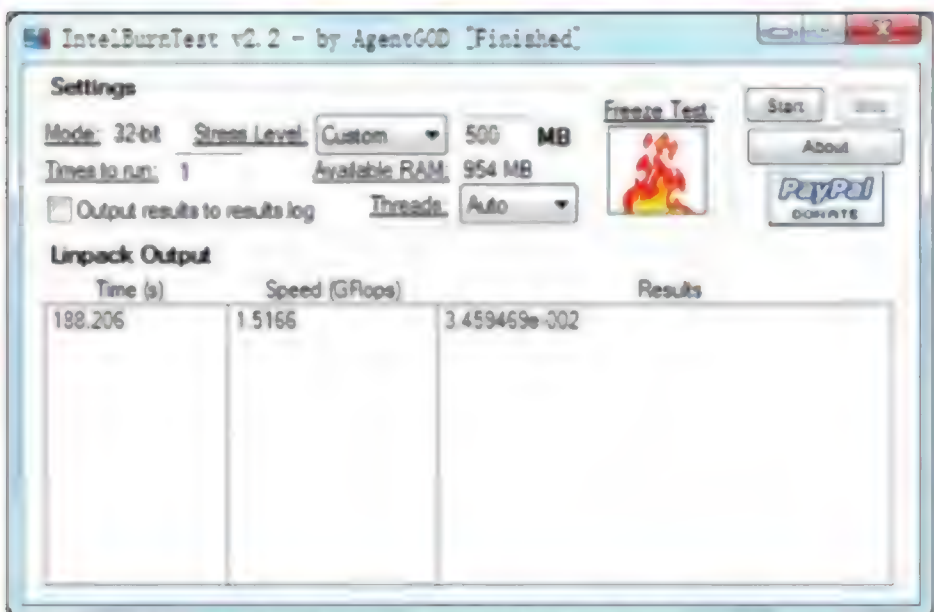 IntelBurnTest v2.2 - by AgentGOD [Finished]
Settings
Mode: 32-bit Stress Level: Custom 500 MB
Times to run: 1 Available RAM: 954 MB
Output results to results.log Threads: Auto
Freeze Test:
Start
About
PayPal
DONATE
Linpack Output
Time (s) Speed (GFlops) Results
188.206 1.5166 3.459469e-002